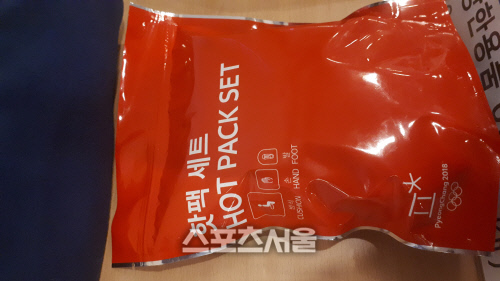 핫팩 세트
HOT PACK SET
방석 손 발
CUSHION HAND FOOT
PyeongChang 2018
스포츠서울